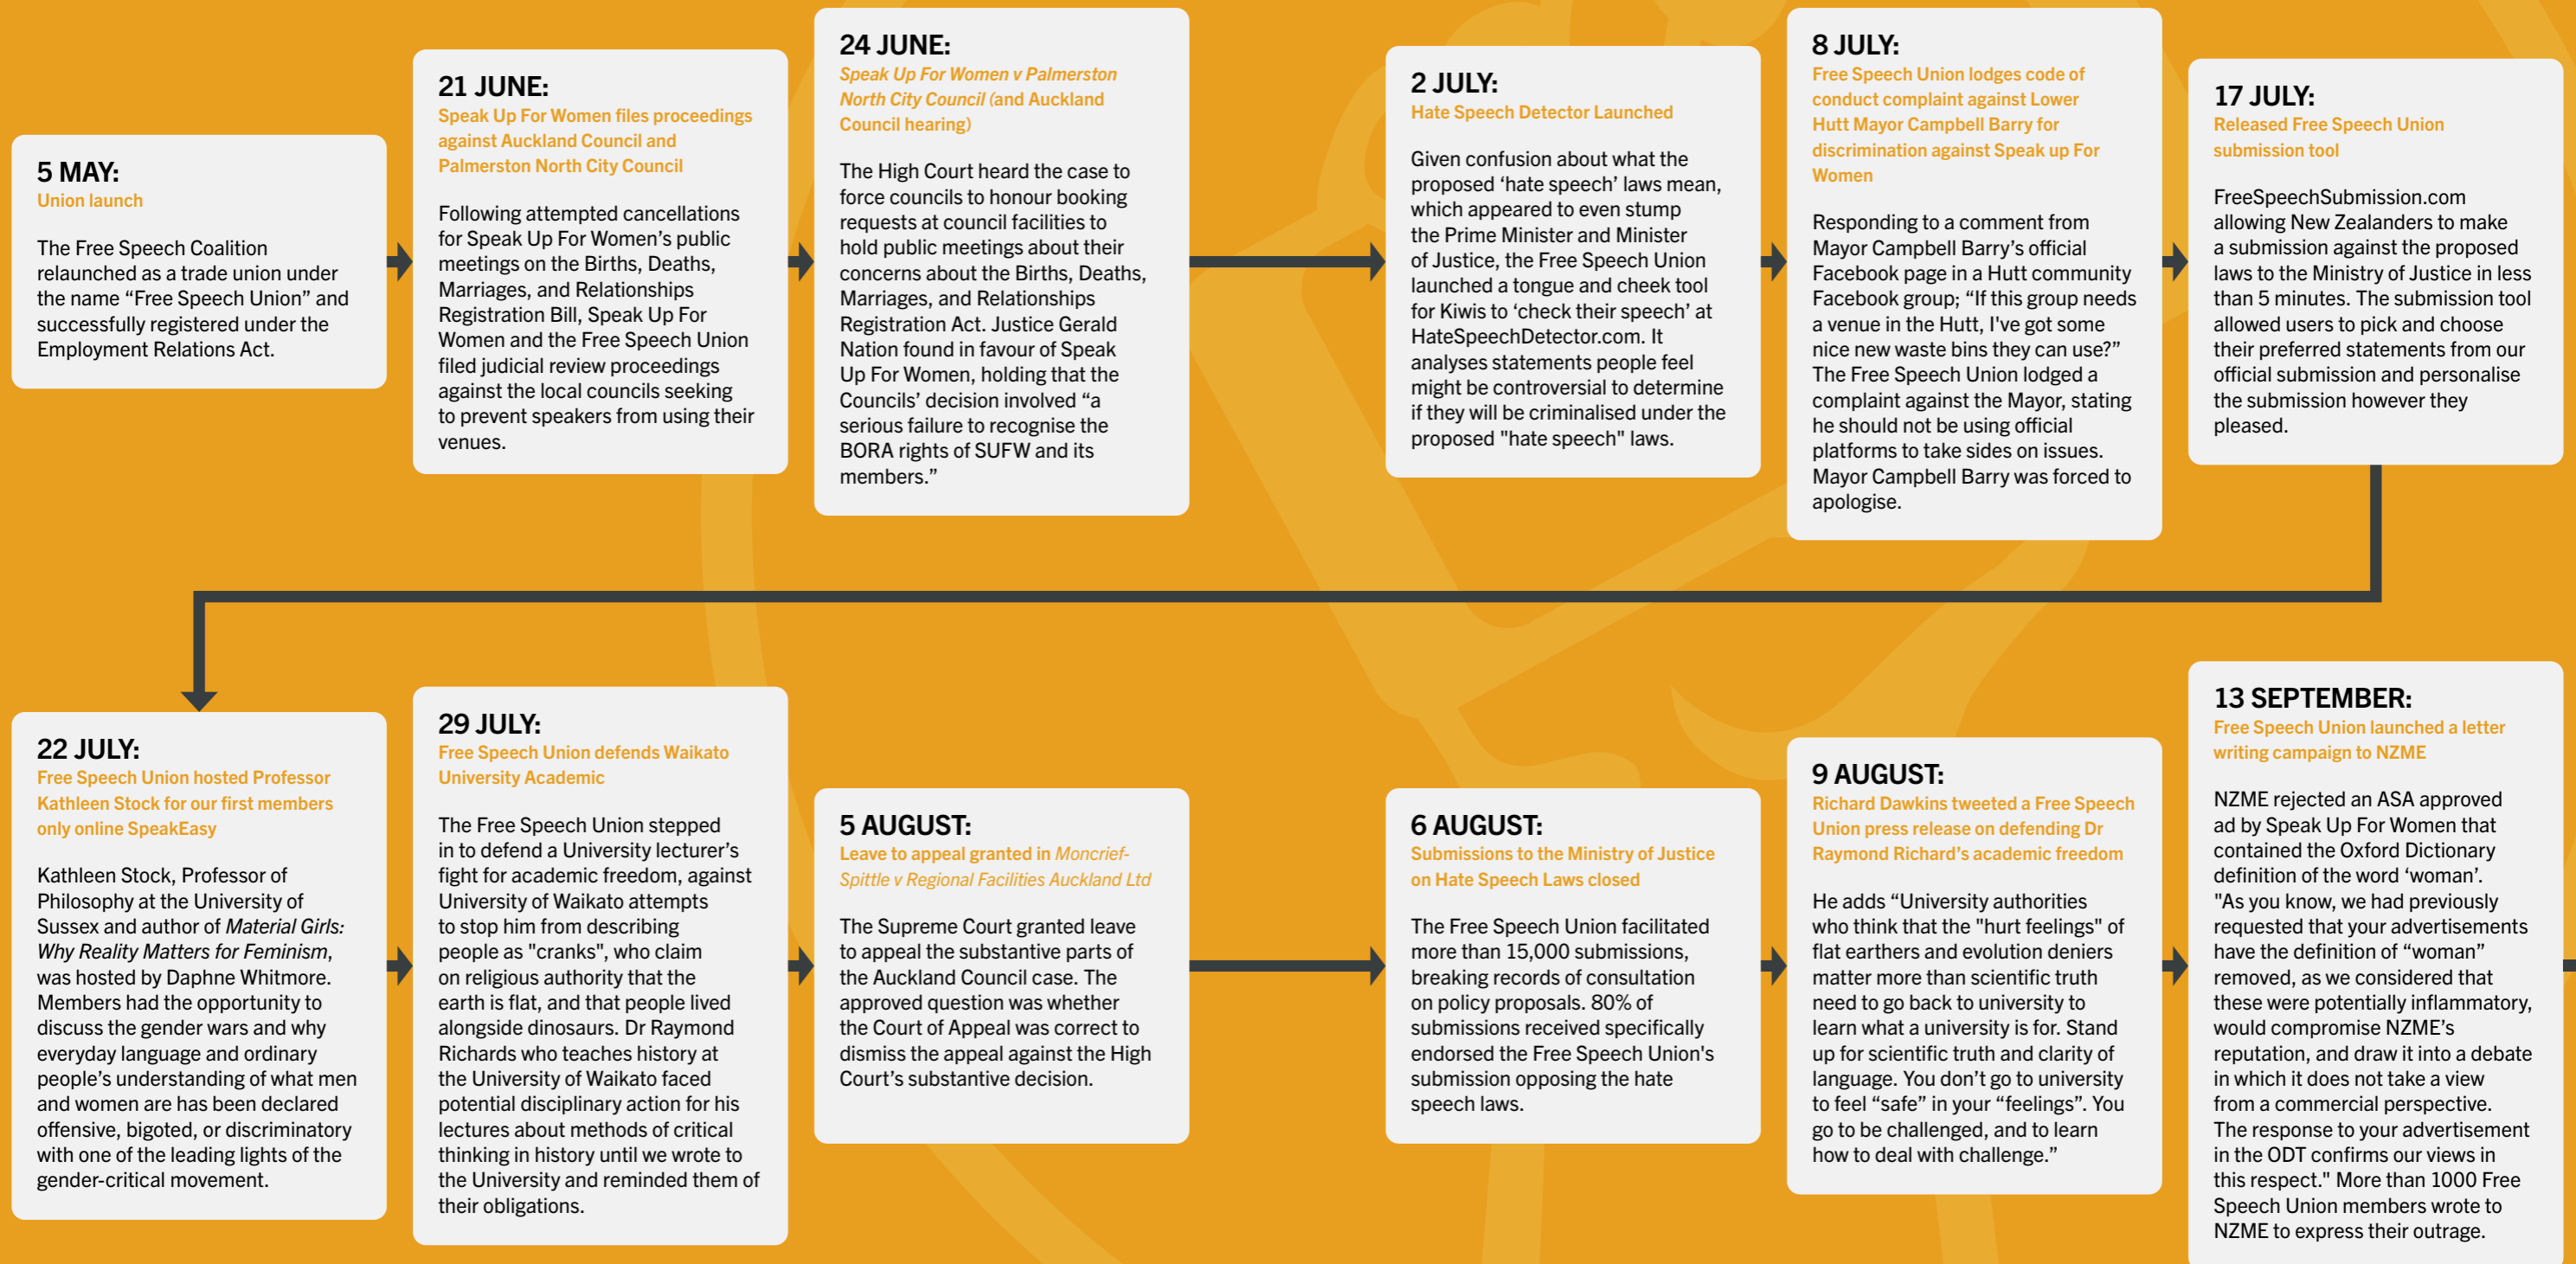 5 MAY:
Union launch
The Free Speech Coalition
relaunched as a trade union under
the name “Free Speech Union” and
successfully registered under the
Employment Relations Act.
21 JUNE:
Speak Up For Women files proceedings
against Auckland Council and
Palmerston North City Council
Following attempted cancellations
for Speak Up For Women’s public
meetings on the Births, Deaths,
Marriages, and Relationships
Registration Bill, Speak Up For
Women and the Free Speech Union
filed judicial review proceedings
against the local councils seeking
to prevent speakers from using their
venues.
24 JUNE:
Speak Up For Women v Palmerston
North City Council (and Auckland
Council hearing)
The High Court heard the case to
force councils to honour booking
requests at council facilities to
hold public meetings about their
concerns about the Births, Deaths,
Marriages, and Relationships
Registration Act. Justice Gerald
Nation found in favour of Speak
Up For Women, holding that the
Councils’ decision involved “a
serious failure to recognise the
BORA rights of SUFW and its
members.”
2 JULY:
Hate Speech Detector Launched
Given confusion about what the
proposed ‘hate speech’ laws mean,
which appeared to even stump
the Prime Minister and Minister
of Justice, the Free Speech Union
launched a tongue and cheek tool
for Kiwis to ‘check their speech’ at
HateSpeechDetector.com. It
analyses statements people feel
might be controversial to determine
if they will be criminalised under the
proposed "hate speech" laws.
8 JULY:
Free Speech Union lodges code of
conduct complaint against Lower
Hutt Mayor Campbell Barry for
discrimination against Speak up For
Women
Responding to a comment from
Mayor Campbell Barry’s official
Facebook page in a Hutt community
Facebook group; “If this group needs
a venue in the Hutt, I've got some
nice new waste bins they can use?”
The Free Speech Union lodged a
complaint against the Mayor, stating
he should not be using official
platforms to take sides on issues.
Mayor Campbell Barry was forced to
apologise.
17 JULY:
Released Free Speech Union
submission tool
FreeSpeechSubmission.com
allowing New Zealanders to make
a submission against the proposed
laws to the Ministry of Justice in less
than 5 minutes. The submission tool
allowed users to pick and choose
their preferred statements from our
official submission and personalise
the submission however they
pleased.
22 JULY:
Free Speech Union hosted Professor
Kathleen Stock for our first members
only online SpeakEasy
Kathleen Stock, Professor of
Philosophy at the University of
Sussex and author of Material Girls:
Why Reality Matters for Feminism,
was hosted by Daphne Whitmore.
Members had the opportunity to
discuss the gender wars and why
everyday language and ordinary
people’s understanding of what men
and women are has been declared
offensive, bigoted, or discriminatory
with one of the leading lights of the
gender-critical movement.
29 JULY:
Free Speech Union defends Waikato
University Academic
The Free Speech Union stepped
in to defend a University lecturer’s
fight for academic freedom, against
University of Waikato attempts
to stop him from describing
people as "cranks", who claim
on religious authority that the
earth is flat, and that people lived
alongside dinosaurs. Dr Raymond
Richards who teaches history at
the University of Waikato faced
potential disciplinary action for his
lectures about methods of critical
thinking in history until we wrote to
the University and reminded them of
their obligations.
5 AUGUST:
Leave to appeal granted in Moncrief-
Spittle v Regional Facilities Auckland Ltd
The Supreme Court granted leave
to appeal the substantive parts of
the Auckland Council case. The
approved question was whether
the Court of Appeal was correct to
dismiss the appeal against the High
Court’s substantive decision.
6 AUGUST:
Submissions to the Ministry of Justice
on Hate Speech Laws closed
The Free Speech Union facilitated
more than 15,000 submissions,
breaking records of consultation
on policy proposals. 80% of
submissions received specifically
endorsed the Free Speech Union's
submission opposing the hate
speech laws.
9 AUGUST:
Richard Dawkins tweeted a Free Speech
Union press release on defending Dr
Raymond Richard’s academic freedom
He adds “University authorities
who think that the "hurt feelings" of
flat earthers and evolution deniers
matter more than scientific truth
need to go back to university to
learn what a university is for. Stand
up for scientific truth and clarity of
language. You don’t go to university
to feel “safe” in your “feelings”. You
go to be challenged, and to learn
how to deal with challenge.”
13 SEPTEMBER:
Free Speech Union launched a letter
writing campaign to NZME
NZME rejected an ASA approved
ad by Speak Up For Women that
contained the Oxford Dictionary
definition of the word ‘woman’.
"As you know, we had previously
requested that your advertisements
have the definition of “woman”
removed, as we considered that
these were potentially inflammatory,
would compromise NZME’s
reputation, and draw it into a debate
in which it does not take a view
from a commercial perspective.
The response to your advertisement
in the ODT confirms our views in
this respect." More than 1000 Free
Speech Union members wrote to
NZME to express their outrage.